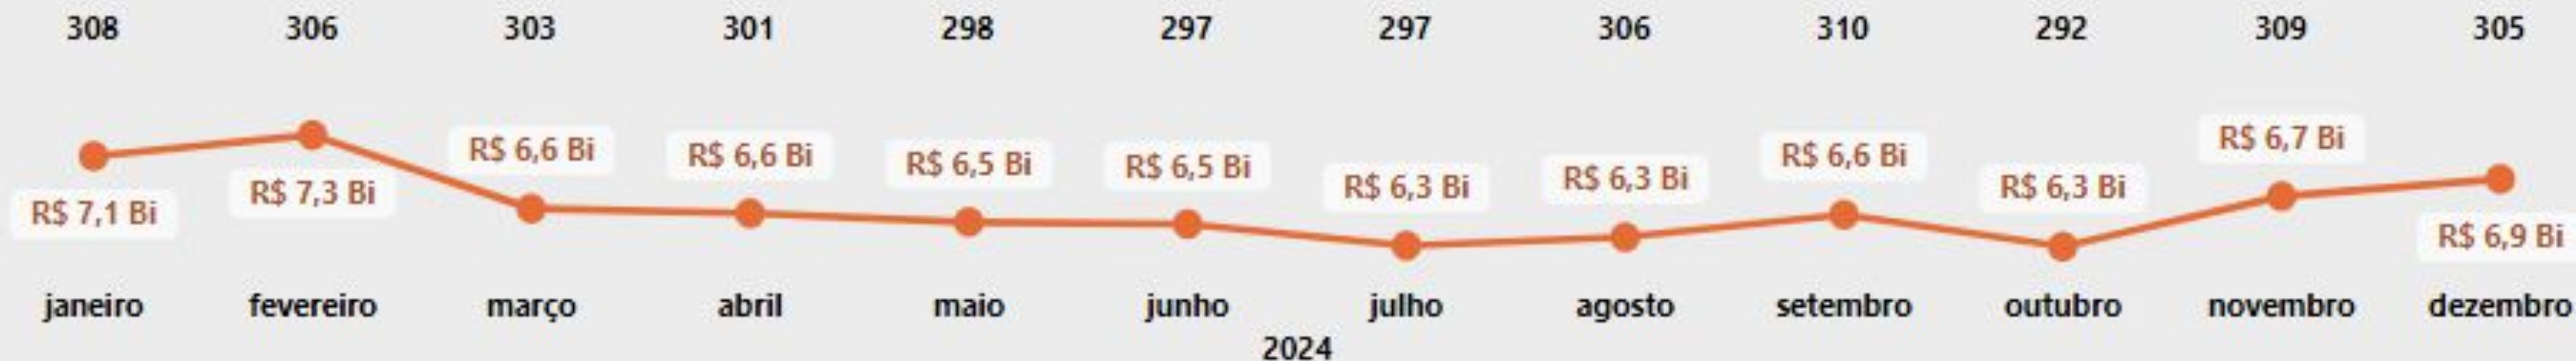 308 306 303 301 298 297 297 306 310 292 309 305
R$ 7,1 Bi R$ 7,3 Bi R$ 6,6 Bi R$ 6,6 Bi R$ 6,5 Bi R$ 6,5 Bi R$ 6,3 Bi R$ 6,3 Bi R$ 6,6 Bi R$ 6,3 Bi R$ 6,7 Bi R$ 6,9 Bi
janeiro fevereiro março abril maio junho julho agosto setembro outubro novembro dezembro
2024